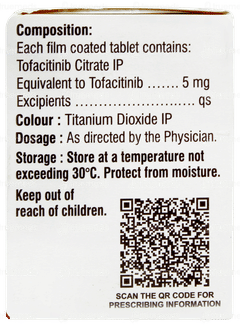 Composition:
Each film coated tablet contains:
Tofacitinib Citrate IP
Equivalent to Tofacitinib ....... 5 mg
Excipients ........................... qs
Colour : Titanium Dioxide IP
Dosage : As directed by the Physician.
Storage : Store at a temperature not
exceeding 30°C. Protect from moisture.
Keep out of
reach of children.
SCAN THE QR CODE FOR
PRESCRIBING INFORMATION